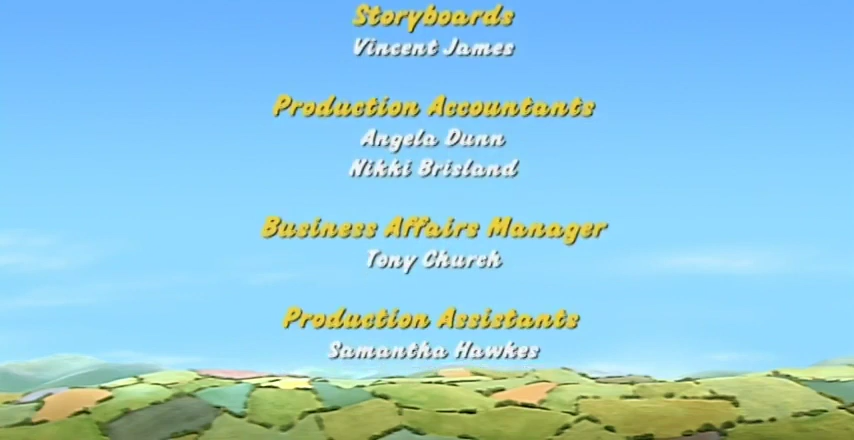 Storyboards
Vincent James
Production Accountants
Angela Dunn
Nikki Brisland
Business Affairs Manager
Tony Church
Production Assistants
Samantha Hawkes